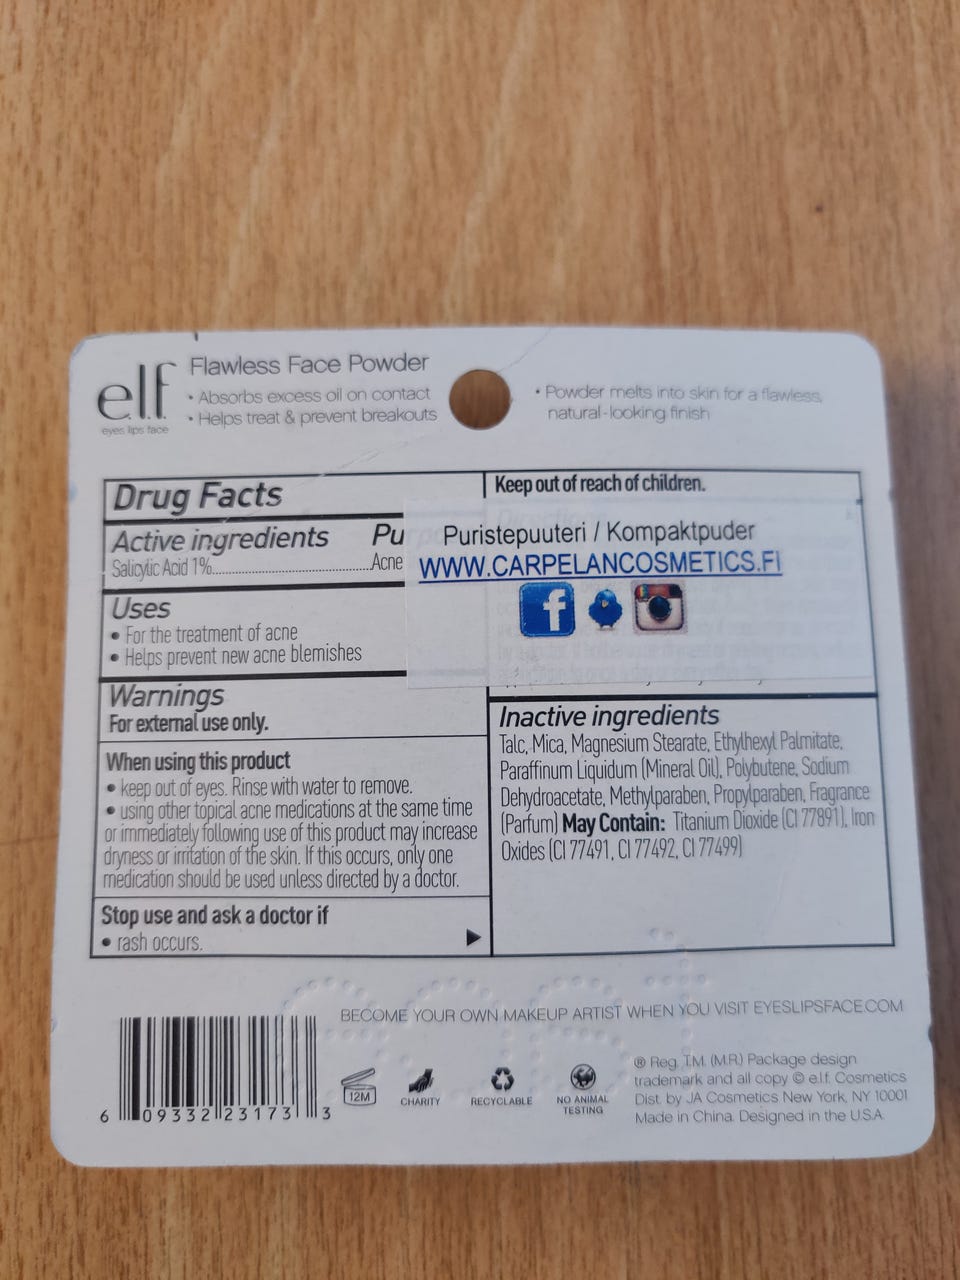 e.l.f
eyes lips face
Flawless Face Powder
• Absorbs excess oil on contact
• Helps treat & prevent breakouts
• Powder melts into skin for a flawless,
natural-looking finish
Drug Facts
Active ingredients
Salicylic Acid 1%......................................Acne
Uses
• For the treatment of acne
• Helps prevent new acne blemishes
Warnings
For external use only.
When using this product
• keep out of eyes. Rinse with water to remove.
• using other topical acne medications at the same time
or immediately following use of this product may increase
dryness or irritation of the skin. If this occurs, only one
medication should be used unless directed by a doctor.
Stop use and ask a doctor if
• rash occurs.
Keep out of reach of children.
Puristepuuteri / Kompaktpuder
WWW.CARPELANCOSMETICS.FI
Inactive ingredients
Talc, Mica, Magnesium Stearate, Ethylhexyl Palmitate,
Paraffinum Liquidum (Mineral Oil), Polybutene, Sodium
Dehydroacetate, Methylparaben, Propylparaben, Fragrance
(Parfum) May Contain: Titanium Dioxide (CI 77891), Iron
Oxides (CI 77491, CI 77492, CI 77499)
BECOME YOUR OWN MAKEUP ARTIST WHEN YOU VISIT EYESLIPSFACE.COM
6 09332 23173 3
12M
CHARITY
RECYCLABLE
NO ANIMAL
TESTING
® Reg. T.M. (M.R.) Package design
trademark and all copy © e.l.f. Cosmetics
Dist. by JA Cosmetics New York, NY 10001
Made in China. Designed in the U.S.A.